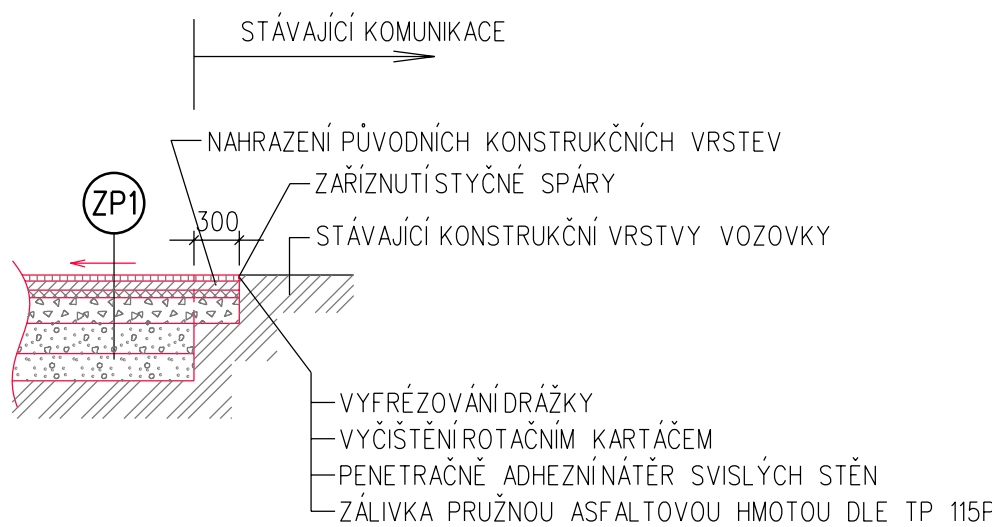 STÁVAJÍCÍ KOMUNIKACE
NAHRAZENÍ PŮVODNÍCH KONSTRUKČNÍCH VRSTEV
ZAŘÍZNUTÍ STYČNÉ SPÁRY
ZP1
300
STÁVAJÍCÍ KONSTRUKČNÍ VRSTVY VOZOVKY
VYFRÉZOVÁNÍ DRÁŽKY
VYČIŠTĚNÍ ROTAČNÍM KARTÁČEM
PENETRAČNĚ ADHEZNÍ NÁTĚR SVISLÝCH STĚN
ZÁLIVKA PRUŽNOU ASFALTOVOU HMOTOU DLE TP 115P